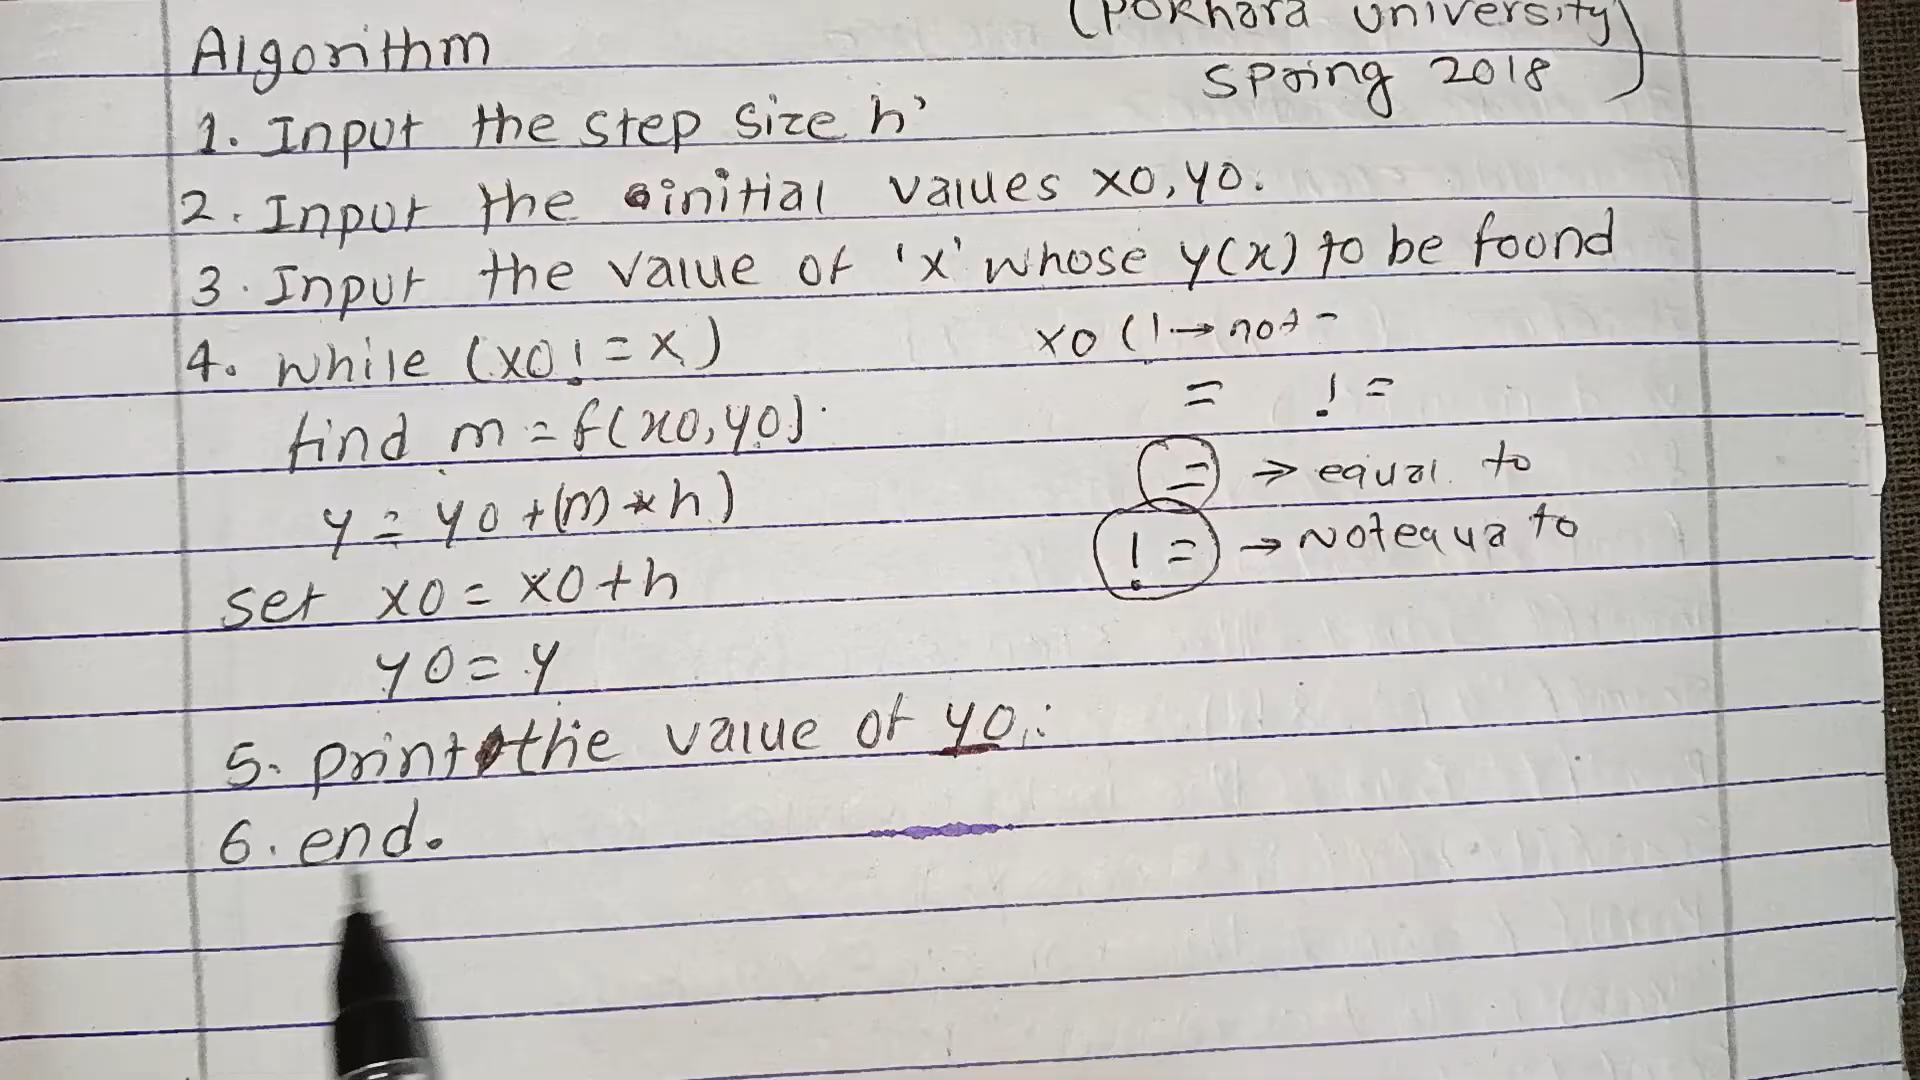 Algorithm
(Pokhara University
Spring 2018)
1. Input the step size h'
2. Input the initial values x0, y0.
3. Input the value of 'x' whose y(x) to be found
4. while (x0 != x)
x0 (! → not -
= !=
find m = f(x0, y0).
= → equal to
y = y0 + (m * h)
!= → Not equa to
set x0 = x0 + h
y0 = y
5. print the value of y0.
6. end.